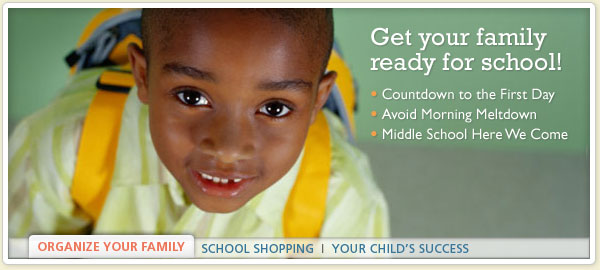 Get your family
ready for school!
• Countdown to the First Day
• Avoid Morning Meltdown
• Middle School Here We Come
ORGANIZE YOUR FAMILY SCHOOL SHOPPING | YOUR CHILD'S SUCCESS